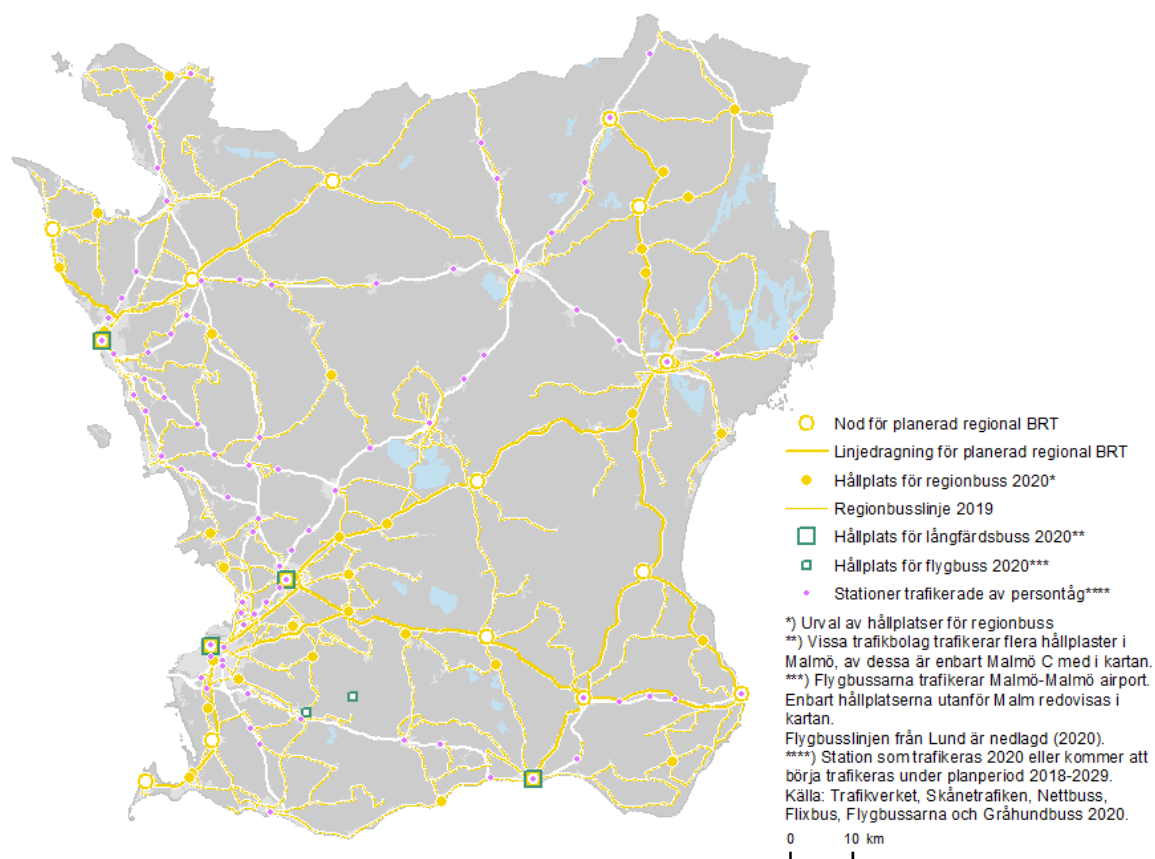 Nod för planerad regional BRT
Linjedragning för planerad regional BRT
Hållplats för regionbuss 2020*
Regionbusslinje 2019
Hållplats för långfärdsbuss 2020**
Hållplats för flygbuss 2020***
Stationer trafikerade av persontåg****
*) Urval av hållplatser för regionbuss
**) Vissa trafikbolag trafikerar flera hållplaster i
Malmö, av dessa är enbart Malmö C med i kartan.
***) Flygbussarna trafikerar Malmö-Malmö airport.
Enbart hållplatserna utanför Malm redovisas i
kartan.
Flygbusslinjen från Lund är nedlagd (2020).
****) Station som trafikeras 2020 eller kommer att
börja trafikeras under planperiod 2018-2029.
Källa: Trafikverket, Skånetrafiken, Nettbuss,
Flixbus, Flygbussarna och Gråhundbuss 2020.
0 10 km